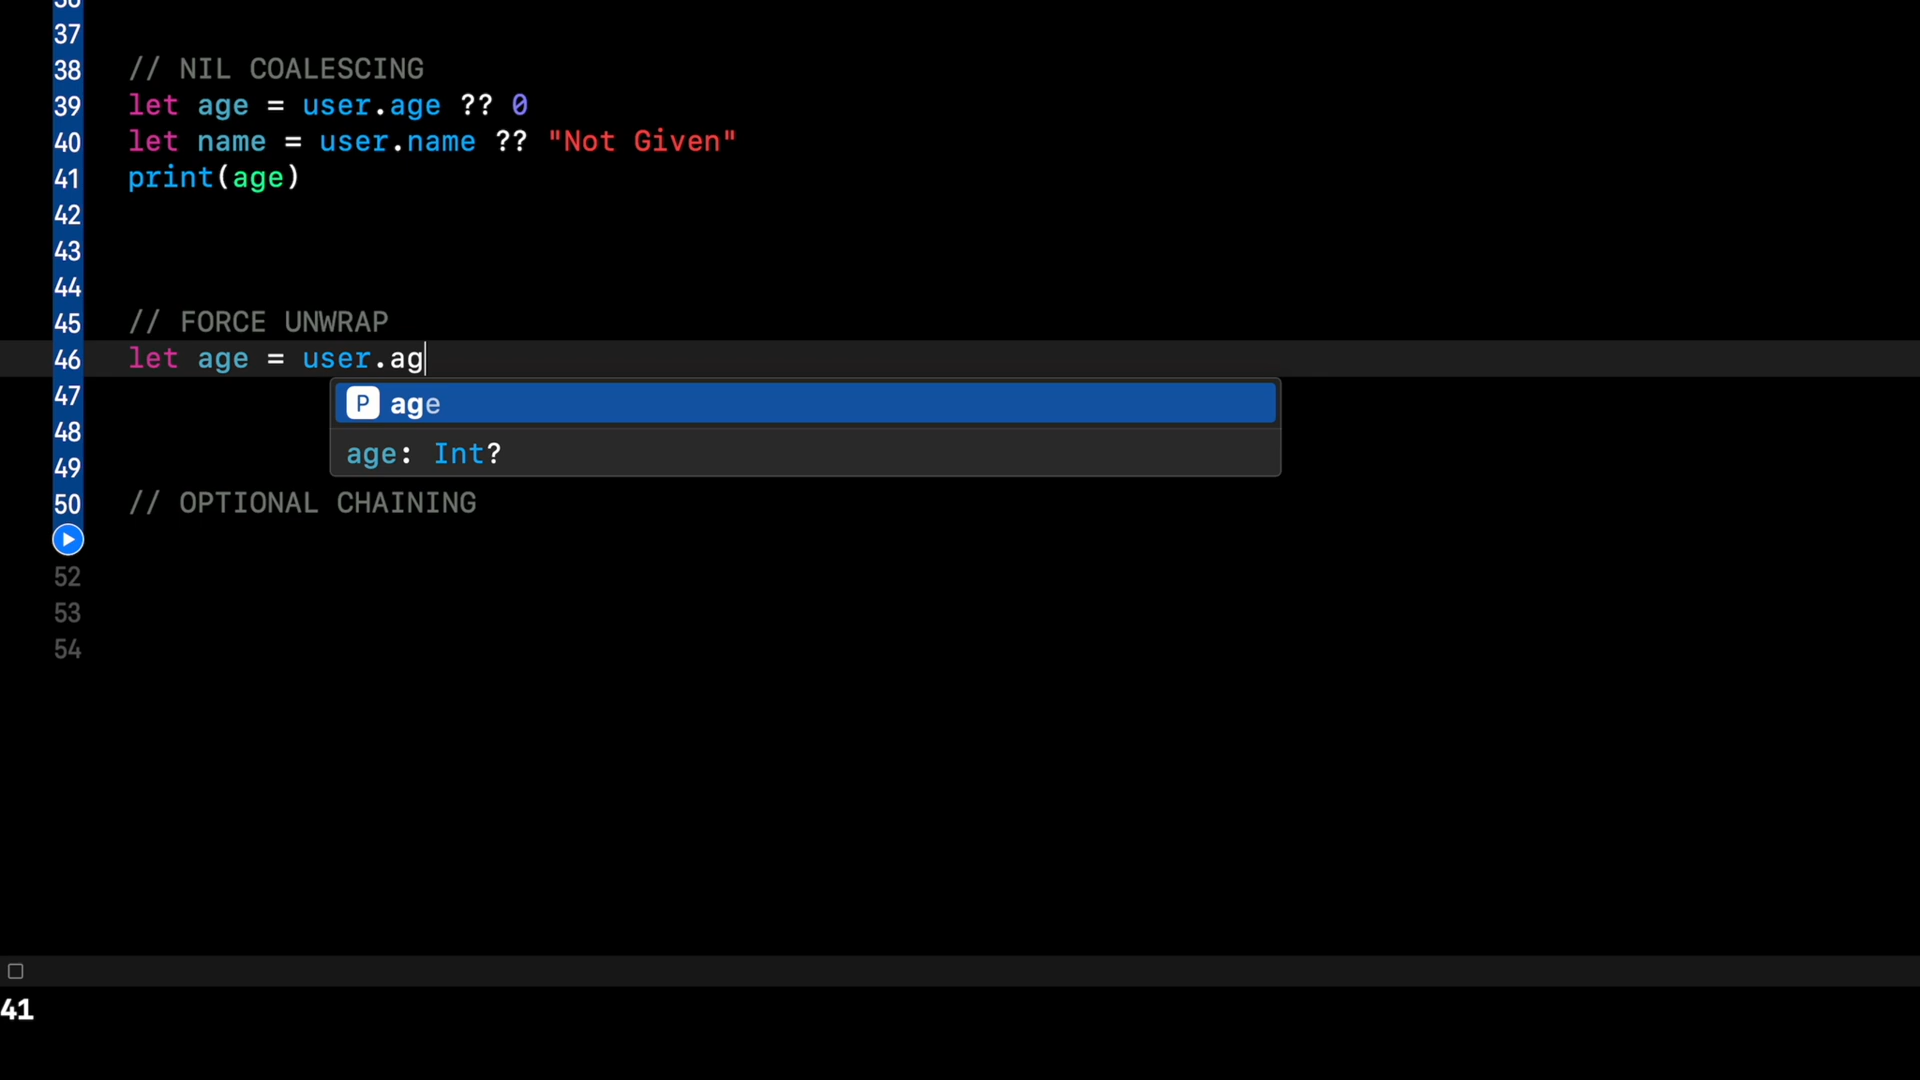 36
37
38 // NIL COALESCING
39 let age = user.age ?? 0
40 let name = user.name ?? "Not Given"
41 print(age)
42
43
44
45 // FORCE UNWRAP
46 let age = user.ag
47
P age
48
age: Int?
49
50 // OPTIONAL CHAINING
52
53
54
41